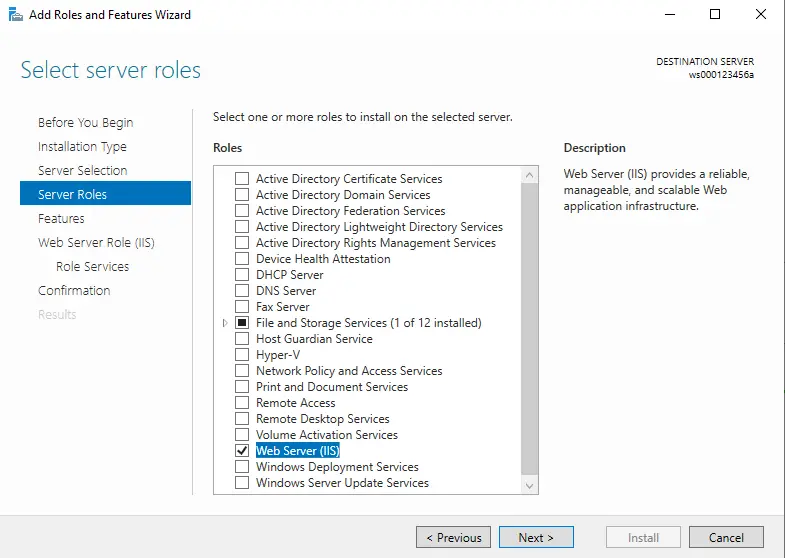 Add Roles and Features Wizard
Select server roles
DESTINATION SERVER
ws000123456a
Before You Begin
Installation Type
Server Selection
Server Roles
Features
Web Server Role (IIS)
Role Services
Confirmation
Results
Select one or more roles to install on the selected server.
Roles
Active Directory Certificate Services
Active Directory Domain Services
Active Directory Federation Services
Active Directory Lightweight Directory Services
Active Directory Rights Management Services
Device Health Attestation
DHCP Server
DNS Server
Fax Server
File and Storage Services (1 of 12 installed)
Host Guardian Service
Hyper-V
Network Policy and Access Services
Print and Document Services
Remote Access
Remote Desktop Services
Volume Activation Services
Web Server (IIS)
Windows Deployment Services
Windows Server Update Services
Description
Web Server (IIS) provides a reliable,
manageable, and scalable Web
application infrastructure.
< Previous
Next >
Install
Cancel